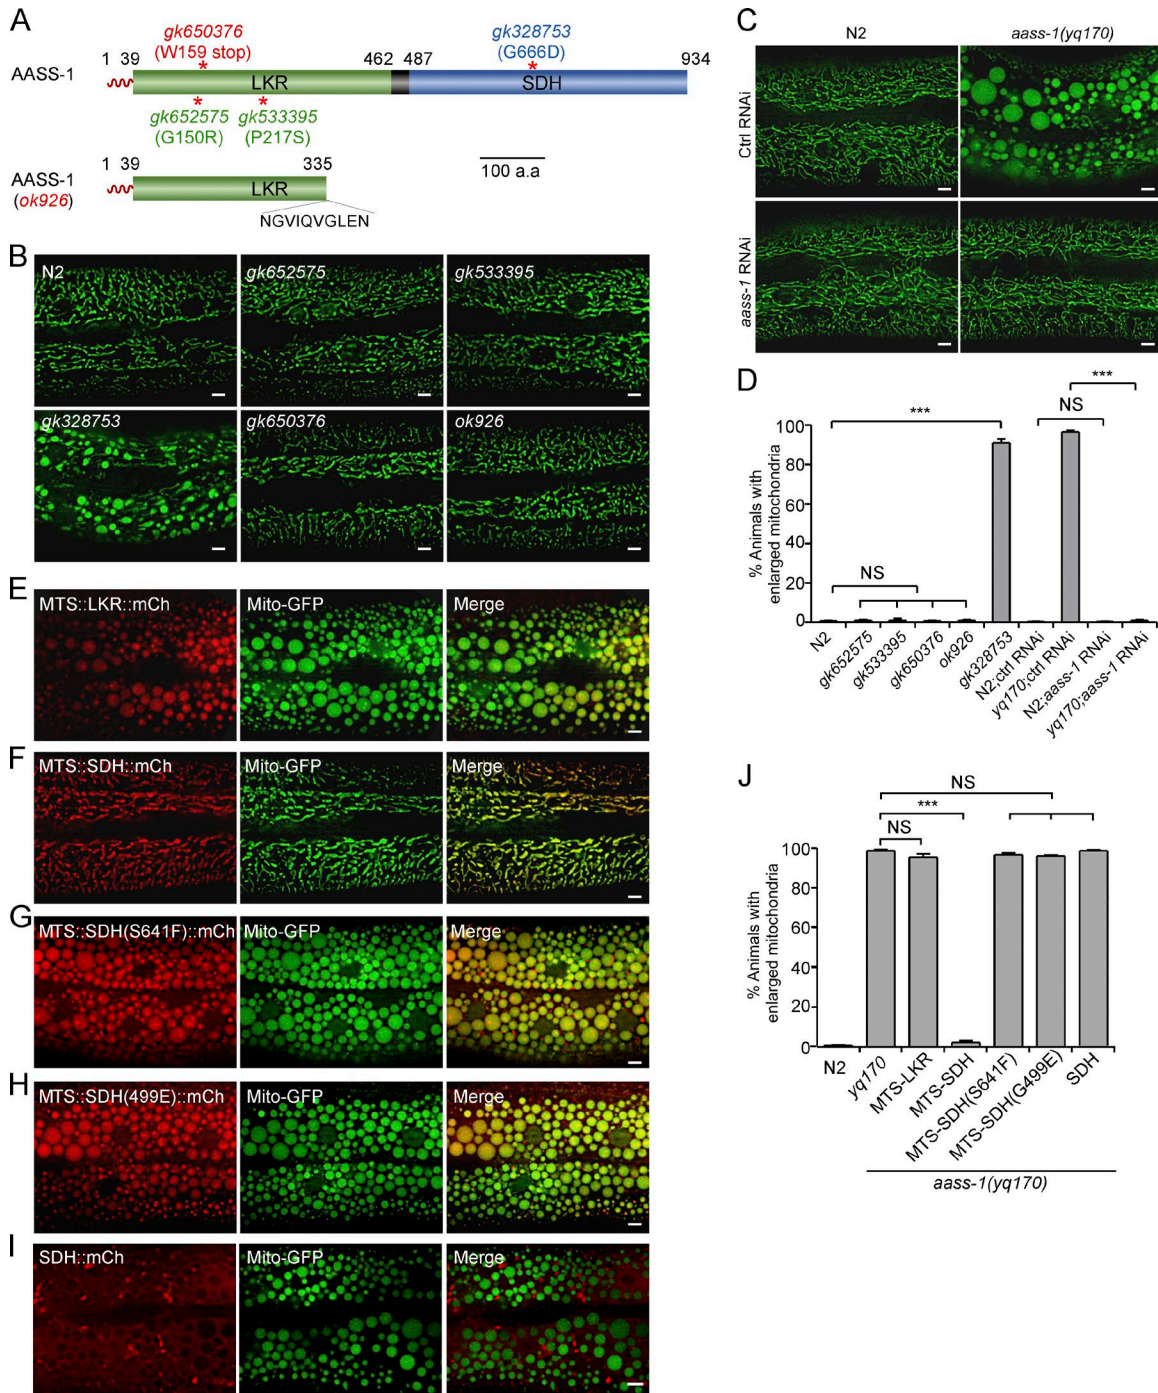 A
gk650376
(W159 stop)
gk328753
(G666D)
1 39
462 487
934
AASS-1
*
*
LKR
SDH
*
*
gk652575
(G150R)
gk533395
(P217S)
1 39
335
100 a.a
AASS-1
(ok926)
LKR
NGVIQVGLEN
B
N2
gk652575
gk533395
gk328753
gk650376
ok926
C
N2
aass-1(yq170)
Ctrl RNAi
aass-1 RNAi
D
% Animals with
enlarged mitochondria
100
80
60
40
20
0
NS
***
NS
***
N2
gk652575
gk533395
gk650376
ok926
gk328753
N2;ctrl RNAi
yq170;ctrl RNAi
N2;aass-1 RNAi
yq170;aass-1 RNAi
E
MTS::LKR::mCh
Mito-GFP
Merge
F
MTS::SDH::mCh
Mito-GFP
Merge
G
MTS::SDH(S641F)::mCh
Mito-GFP
Merge
H
MTS::SDH(499E)::mCh
Mito-GFP
Merge
I
SDH::mCh
Mito-GFP
Merge
J
% Animals with
enlarged mitochondria
100
80
60
40
20
0
NS
***
NS
N2
yq170
MTS-LKR
MTS-SDH
MTS-SDH(S641F)
MTS-SDH(G499E)
SDH
aass-1(yq170)